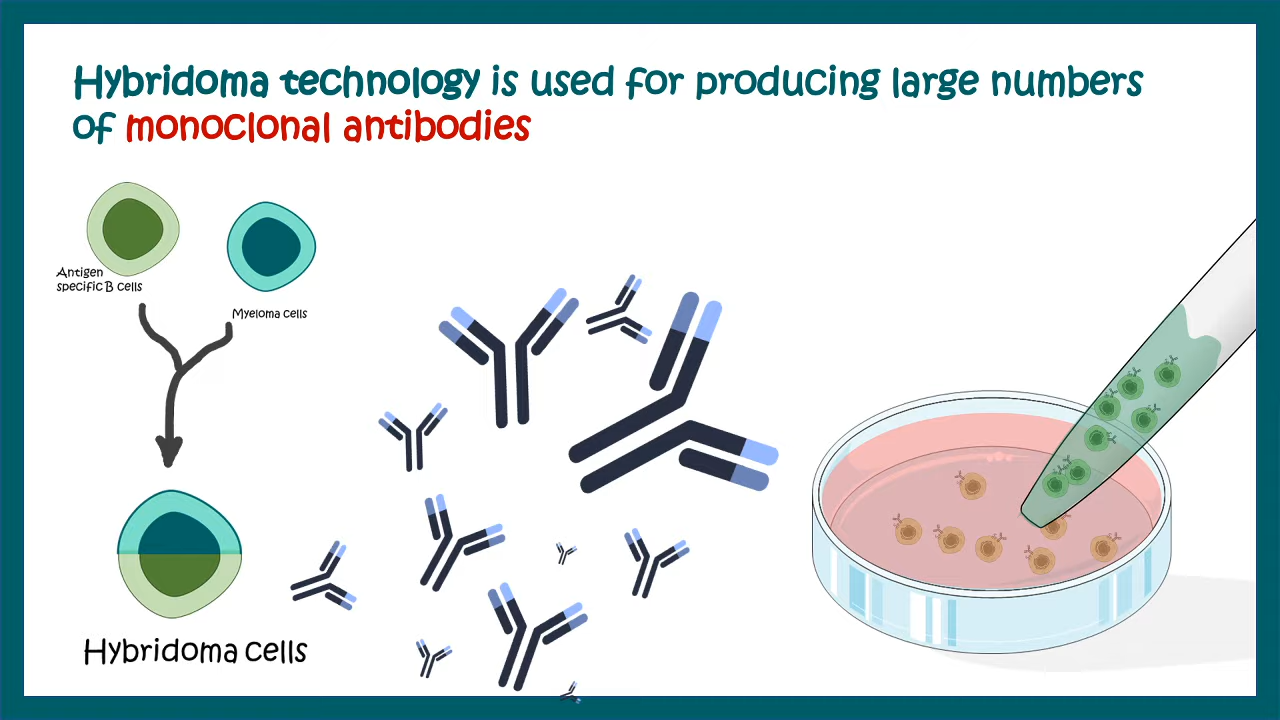 Hybridoma technology is used for producing large numbers
of monoclonal antibodies
Antigen
specific B cells
Myeloma cells
Hybridoma cells